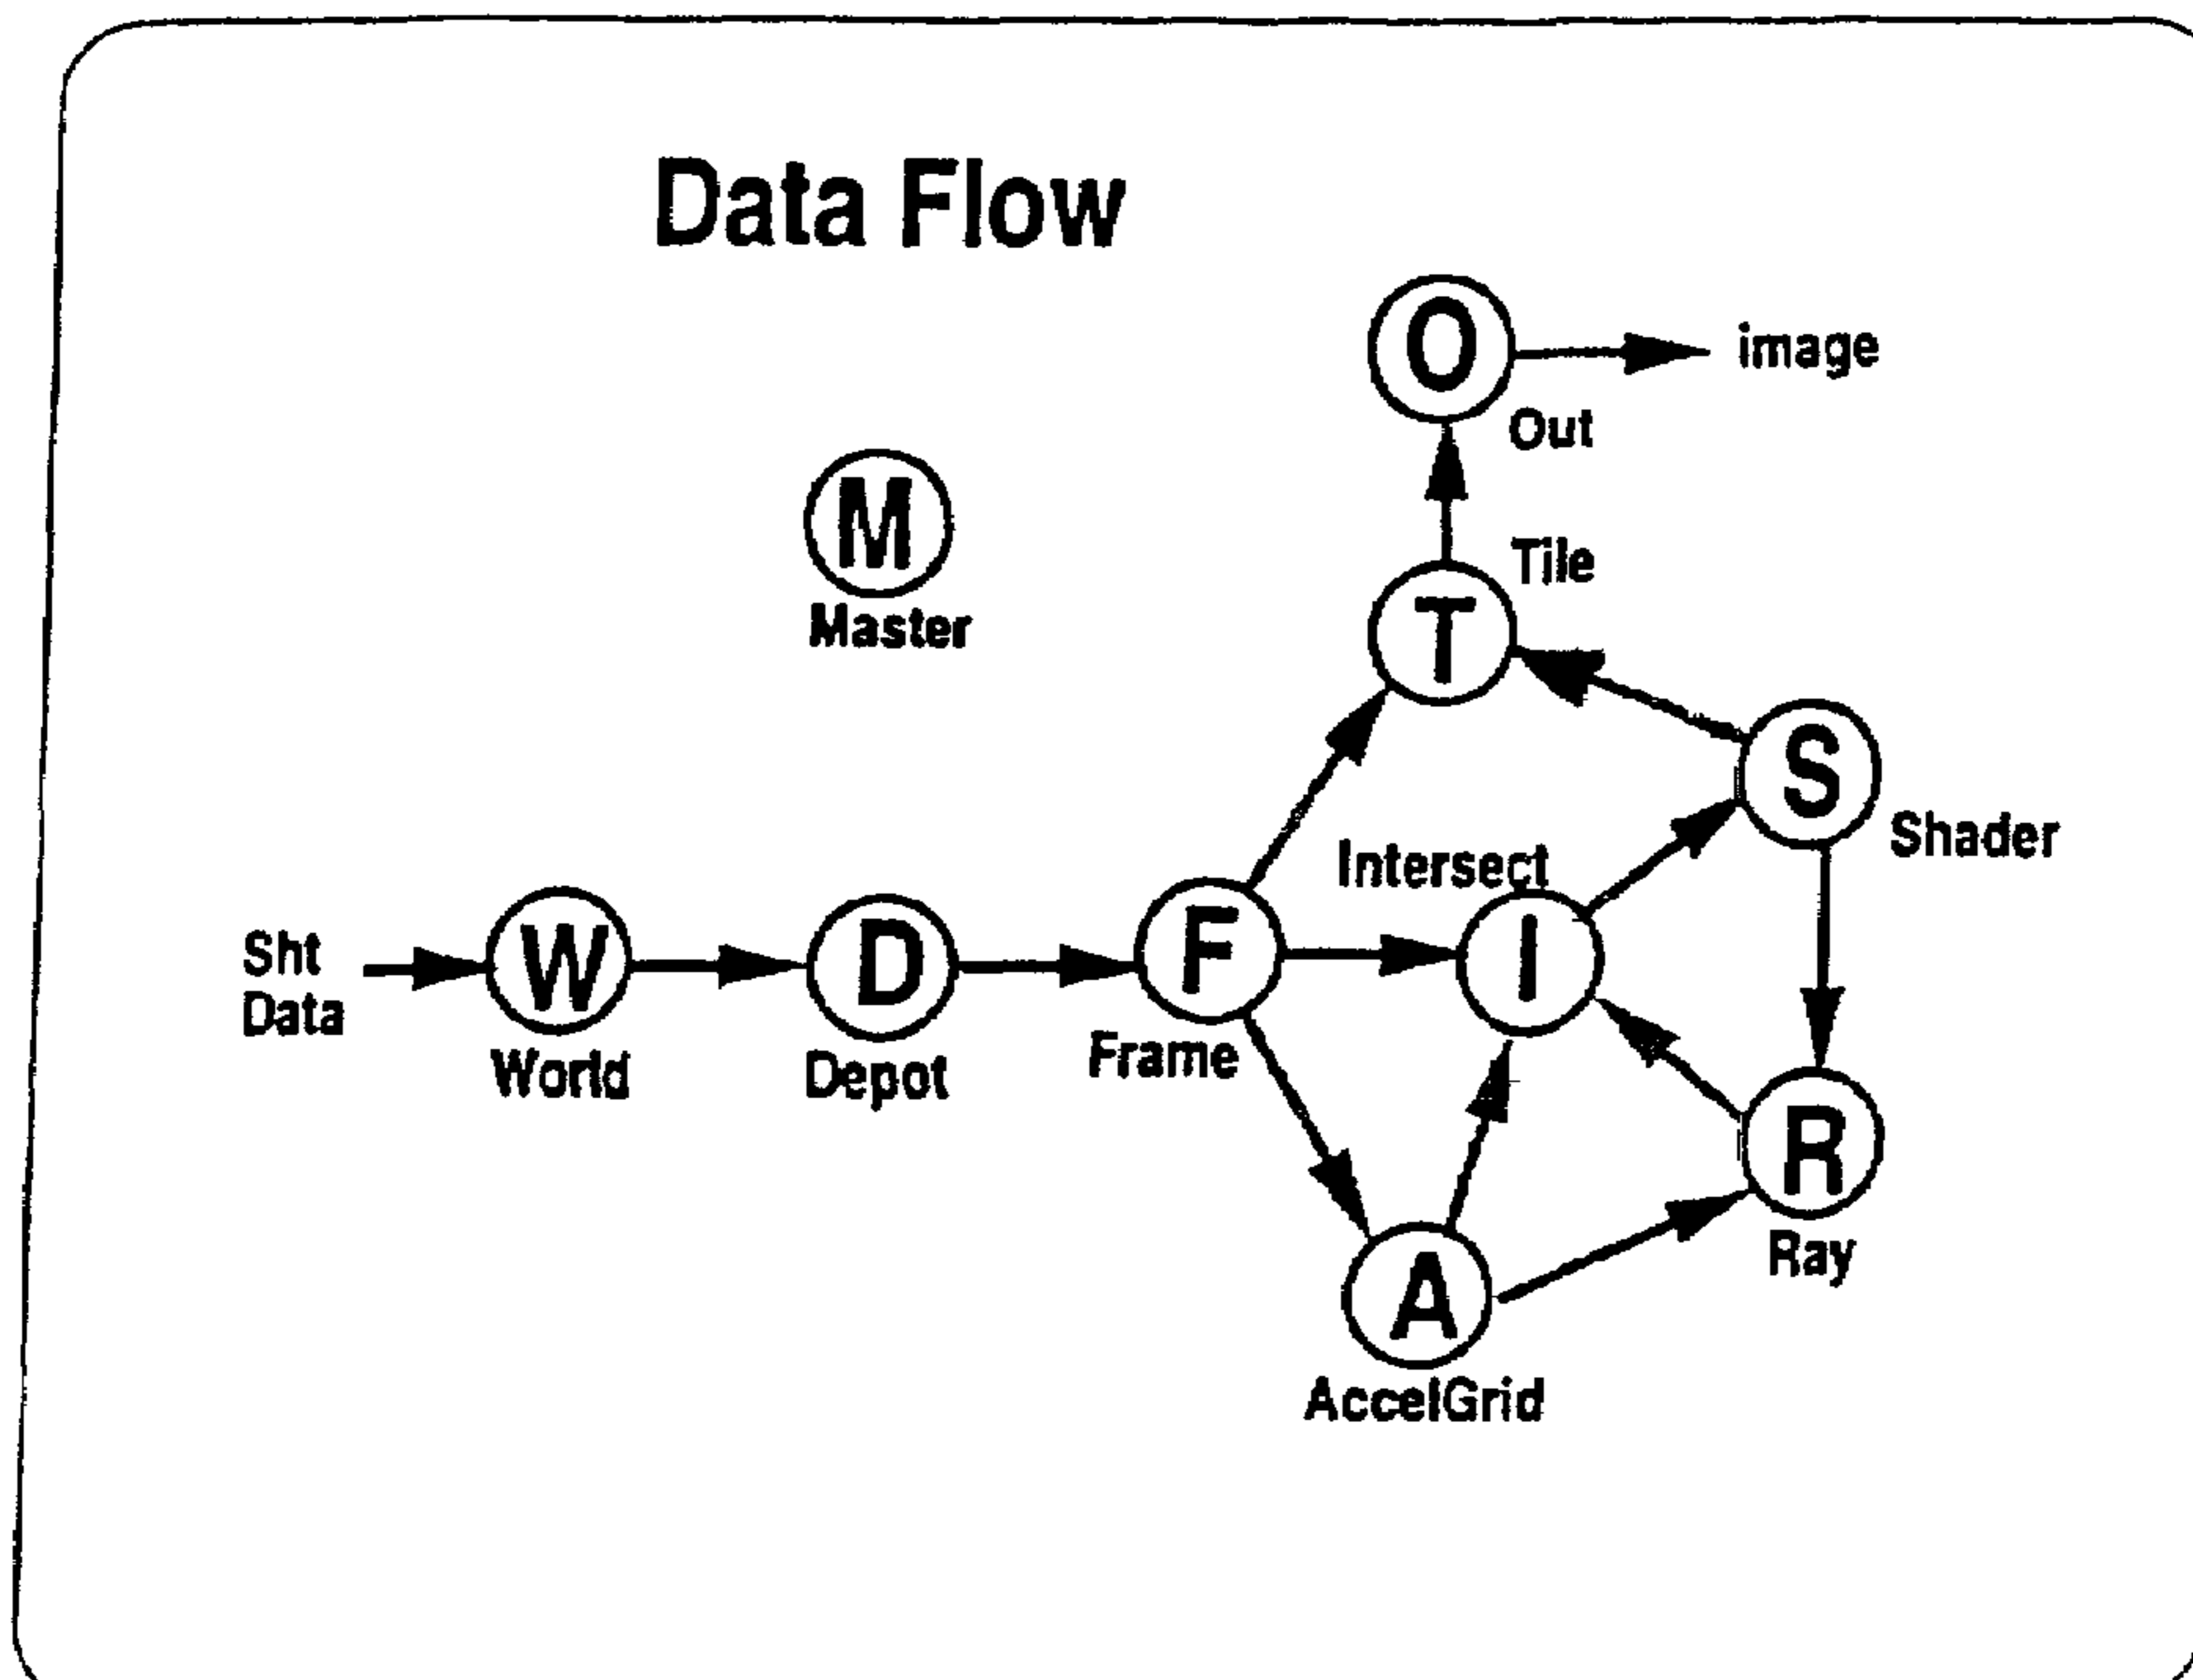 Data Flow
O
image
Out
M
Master
Tile
T
S
Shader
Intersect
Sht
Data
W
World
D
Depot
F
Frame
I
R
Ray
A
AccelGrid